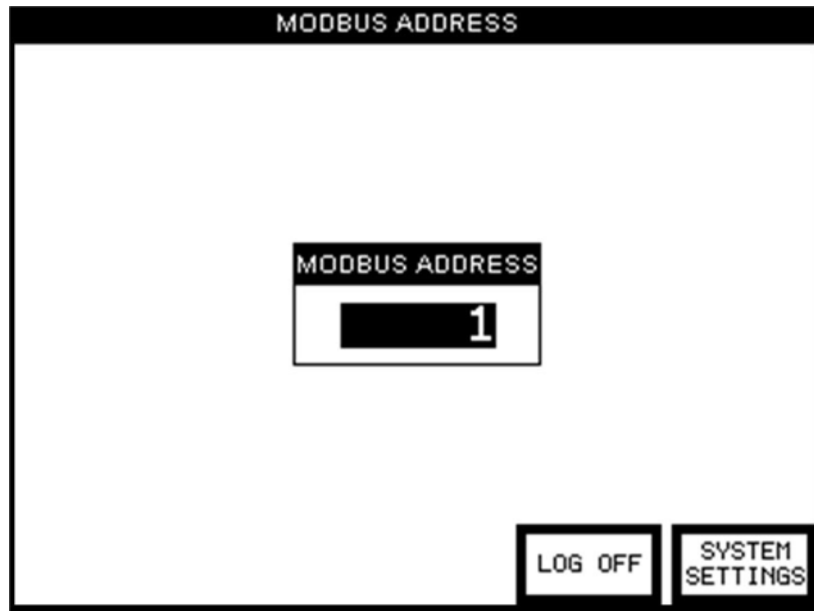 MODBUS ADDRESS
MODBUS ADDRESS
1
LOG OFF
SYSTEM
SETTINGS